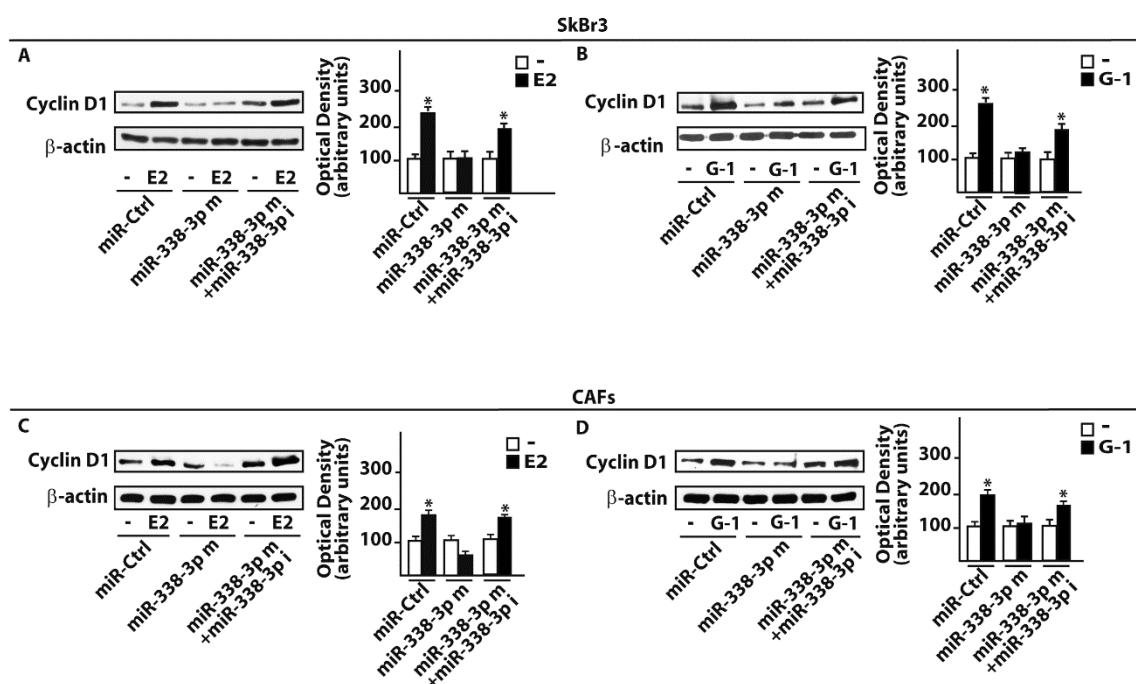 SkBr3
A
Cyclin D1
β-actin
- E2 - E2 - E2
miR-Ctrl
miR-338-3p m
miR-338-3p m
+miR-338-3p i
Optical Density
(arbitrary units)
300
200
100
-
E2
*
*
miR-Ctrl
miR-338-3p m
miR-338-3p m
+miR-338-3p i
B
Cyclin D1
β-actin
- G-1 - G-1 - G-1
miR-Ctrl
miR-338-3p m
miR-338-3p m
+miR-338-3p i
Optical Density
(arbitrary units)
300
200
100
-
G-1
*
*
miR-Ctrl
miR-338-3p m
miR-338-3p m
+miR-338-3p i
CAFs
C
Cyclin D1
β-actin
- E2 - E2 - E2
miR-Ctrl
miR-338-3p m
miR-338-3p m
+miR-338-3p i
Optical Density
(arbitrary units)
300
200
100
-
E2
*
*
miR-Ctrl
miR-338-3p m
miR-338-3p m
+miR-338-3p i
D
Cyclin D1
β-actin
- G-1 - G-1 - G-1
miR-Ctrl
miR-338-3p m
miR-338-3p m
+miR-338-3p i
Optical Density
(arbitrary units)
300
200
100
-
G-1
*
*
miR-Ctrl
miR-338-3p m
miR-338-3p m
+miR-338-3p i